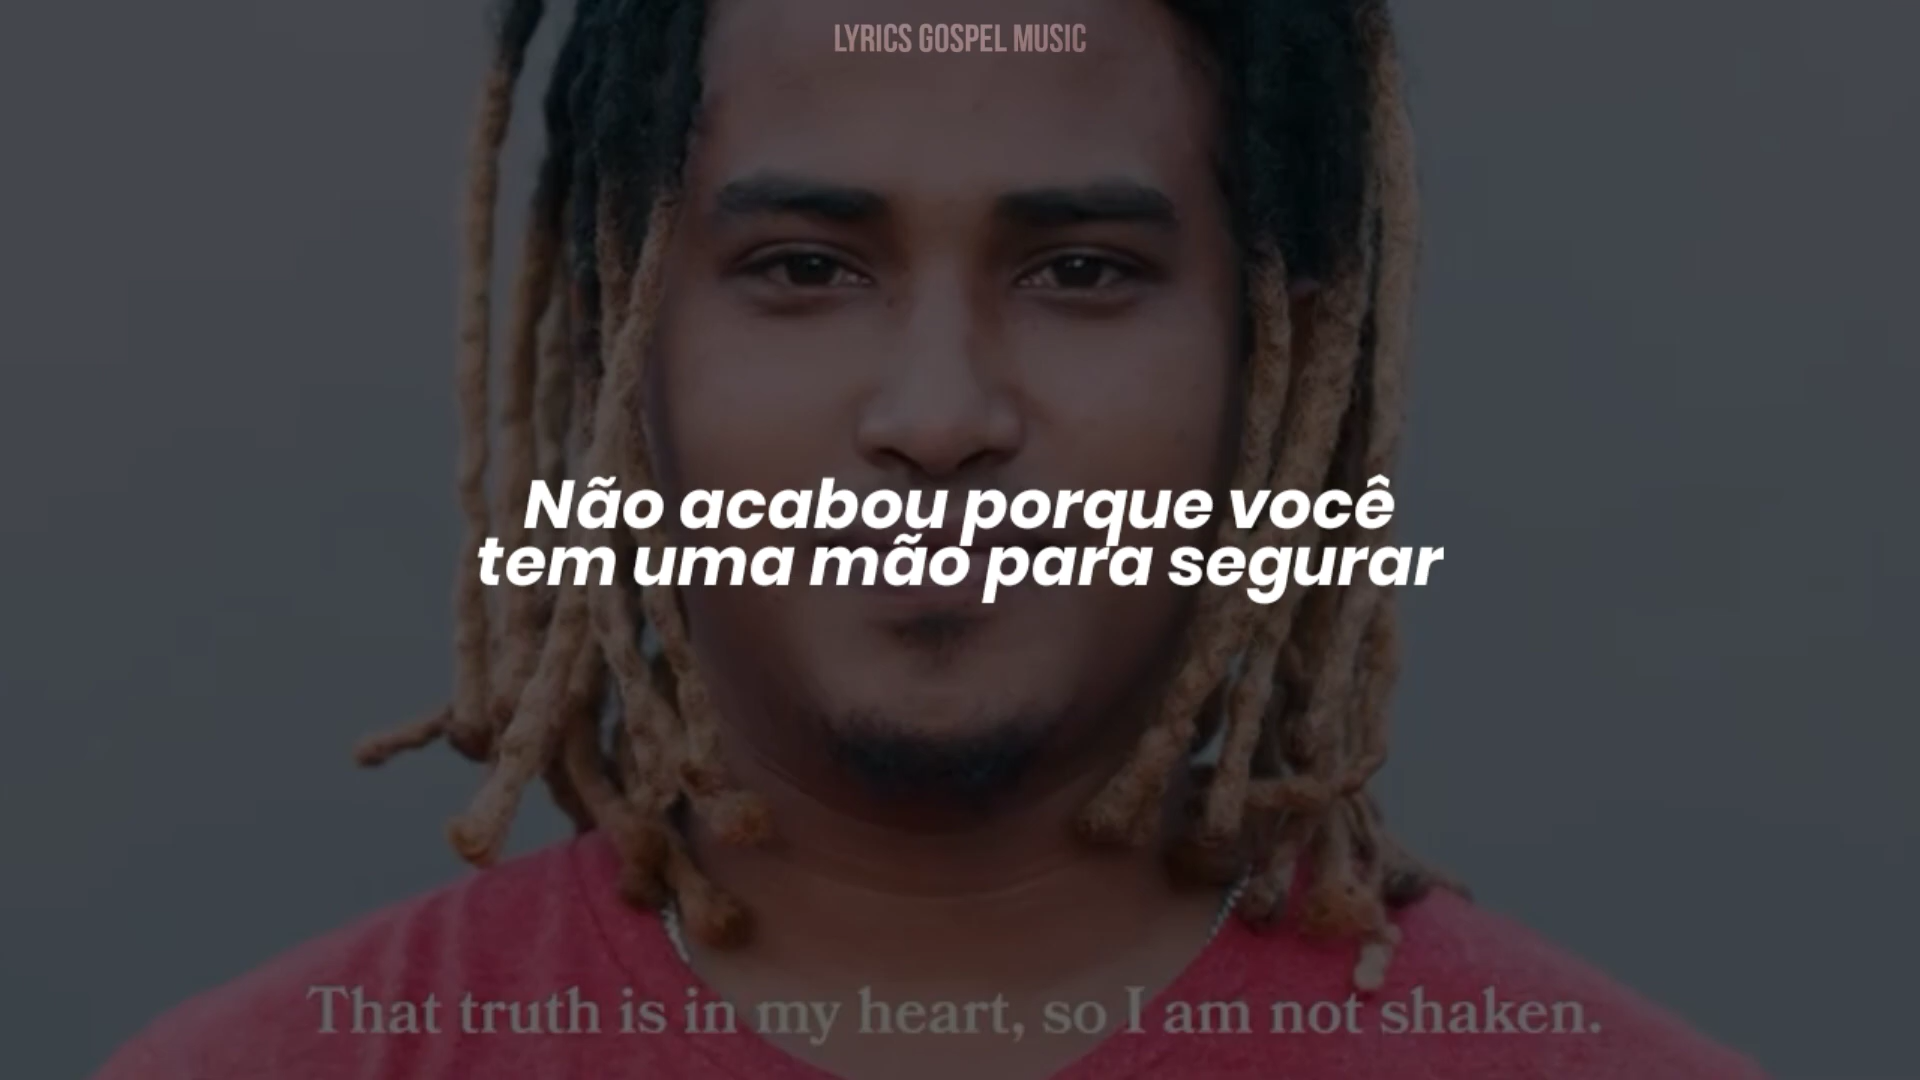 LYRICS GOSPEL MUSIC
Não acabou porque você
tem uma mão para segurar
That truth is in my heart, so I am not shaken.